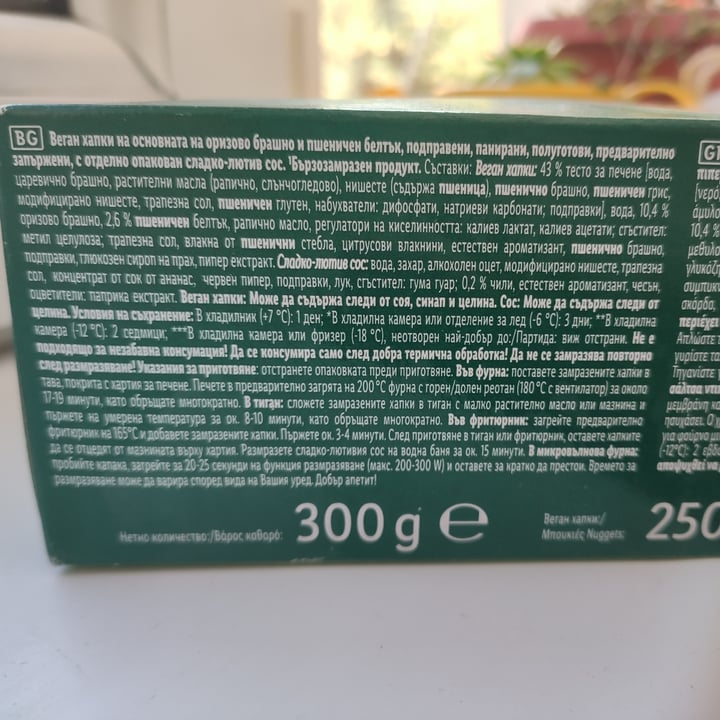 BG Веган хапки на основната на оризово брашно и пшеничен белтък, подправени, панирани, полуготови, предварително
запържени, с отделно опакован сладко-лютив сос. ¹Бързозамразен продукт. Съставки: Веган хапки: 43 % тесто за печене [вода,
царевично брашно, растителни масла (рапично, слънчогледово), нишесте (съдържа пшеница), пшенично брашно, пшеничен грис,
модифицирано нишесте, трапезна сол, пшеничен глутен, набухватели: дифосфати, натриеви карбонати; подправки], вода, 10,4 %
оризово брашно, 2,6 % пшеничен белтък, рапично масло, регулатори на киселинността: калиев лактат, калиев ацетати; сгъстител:
метил целулоза; трапезна сол, влакна от пшенични стебла, цитрусови влакнини, естествен ароматизант, пшенично брашно,
подправки, глюкозен сироп на прах, пипер екстракт. Сладко-лютив сос: вода, захар, алкохолен оцет, модифицирано нишесте, трапезна
сол, концентрат от сок от ананас, червен пипер, подправки, лук, сгъстител: гума гуар; 0,2 % чили, естествен ароматизант, чесън,
оцветители: паприка екстракт. Веган хапки: Може да съдържа следи от соя, синап и целина. Сос: Може да съдържа следи от
целина. Условия на съхранение: В хладилник (+7 °C): 1 ден; *В хладилна камера или отделение за лед (-6 °C): 3 дни; **В хладилна
камера (-12 °C): 2 седмици; ***В хладилна камера или фризер (-18 °C), неотворен най-добър до:/Партида: виж отстрани. Не е
подходящо за незабавна консумация! Да се консумира само след добра термична обработка! Да не се замразява повторно
след размразяване! Указания за приготвяне: отстранете опаковката преди приготвяне. Във фурна: поставете замразените хапки в
тава, покрита с хартия за печене. Печете в предварително загрята на 200 °C фурна с горен/долен реотан (180 °C с вентилатор) за около
17-19 минути, като обръщате многократно. В тиган: сложете замразените хапки в тиган с малко растително масло или мазнина и
пържете на умерена температура за ок. 8-10 минути, като обръщате многократно. Във фритюрник: загрейте предварително
фритюрник на 165°C и добавете замразените хапки. Пържете ок. 3-4 минути. След приготвяне в тиган или фритюрник, оставете хапките
да се отцедят от мазнината върху хартия. Размразете сладко-лютивия сос на водна баня за ок. 15 минути. В микровълнова фурна:
пробийте капака, загрейте за 20-25 секунди на функция размразяване (макс. 200-300 W) и оставете за кратко да престои. Времето за
размразяване може да варира според вида на Вашия уред. Добър апетит!
Нетно количество:/Βάρος καθαρό: 300 g e
Веган хапки:/
Μπουκιές Nuggets: 250